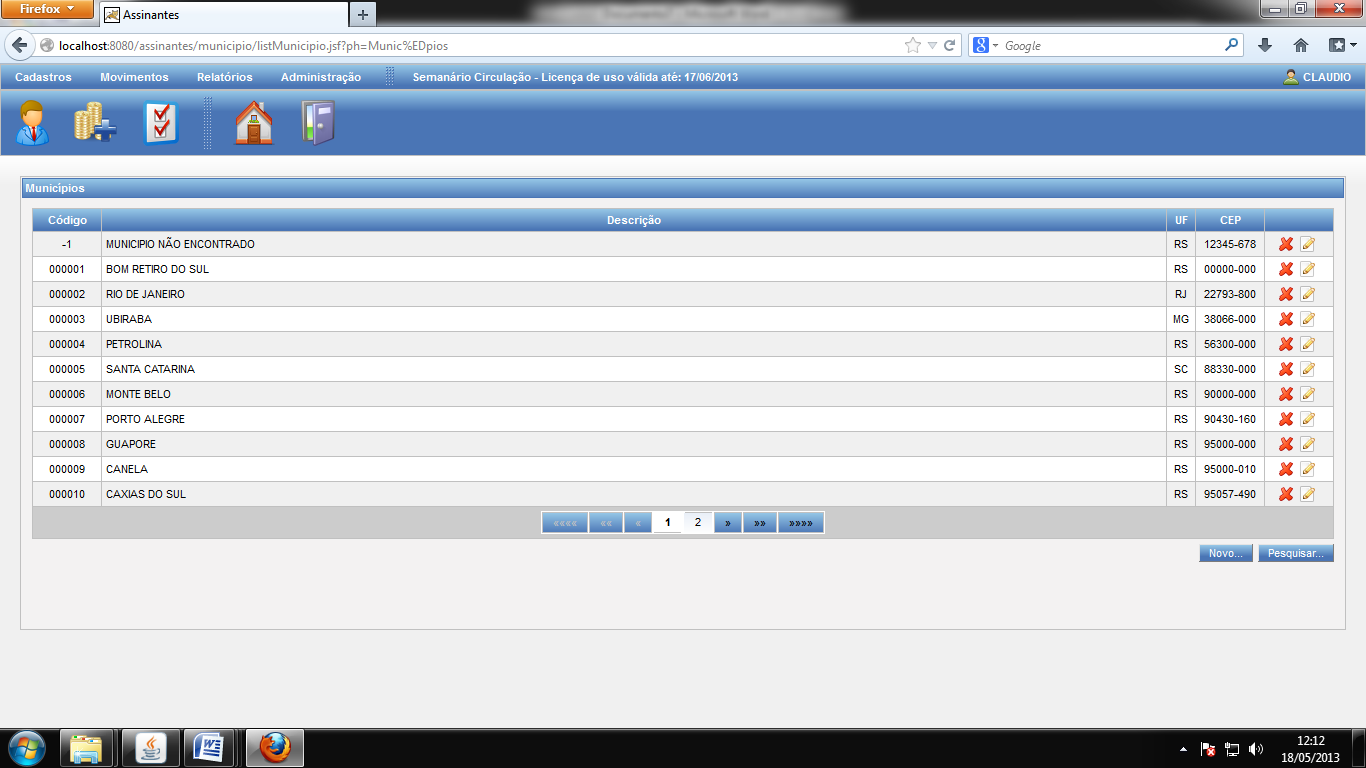 Firefox
Assinantes
localhost:8080/assinantes/municipio/listMunicipio.jsf?ph=Munic%EDpios
Google
Cadastros Movimentos Relatórios Administração Semanário Circulação - Licença de uso válida até: 17/06/2013 CLAUDIO
Municípios
Código Descrição UF CEP
-1 MUNICIPIO NÃO ENCONTRADO RS 12345-678
000001 BOM RETIRO DO SUL RS 00000-000
000002 RIO DE JANEIRO RJ 22793-800
000003 UBIRABA MG 38066-000
000004 PETROLINA RS 56300-000
000005 SANTA CATARINA SC 88330-000
000006 MONTE BELO RS 90000-000
000007 PORTO ALEGRE RS 90430-160
000008 GUAPORE RS 95000-000
000009 CANELA RS 95000-010
000010 CAXIAS DO SUL RS 95057-490
«««« «« « 1 2 » »» »»»»
Novo... Pesquisar...
12:12
18/05/2013